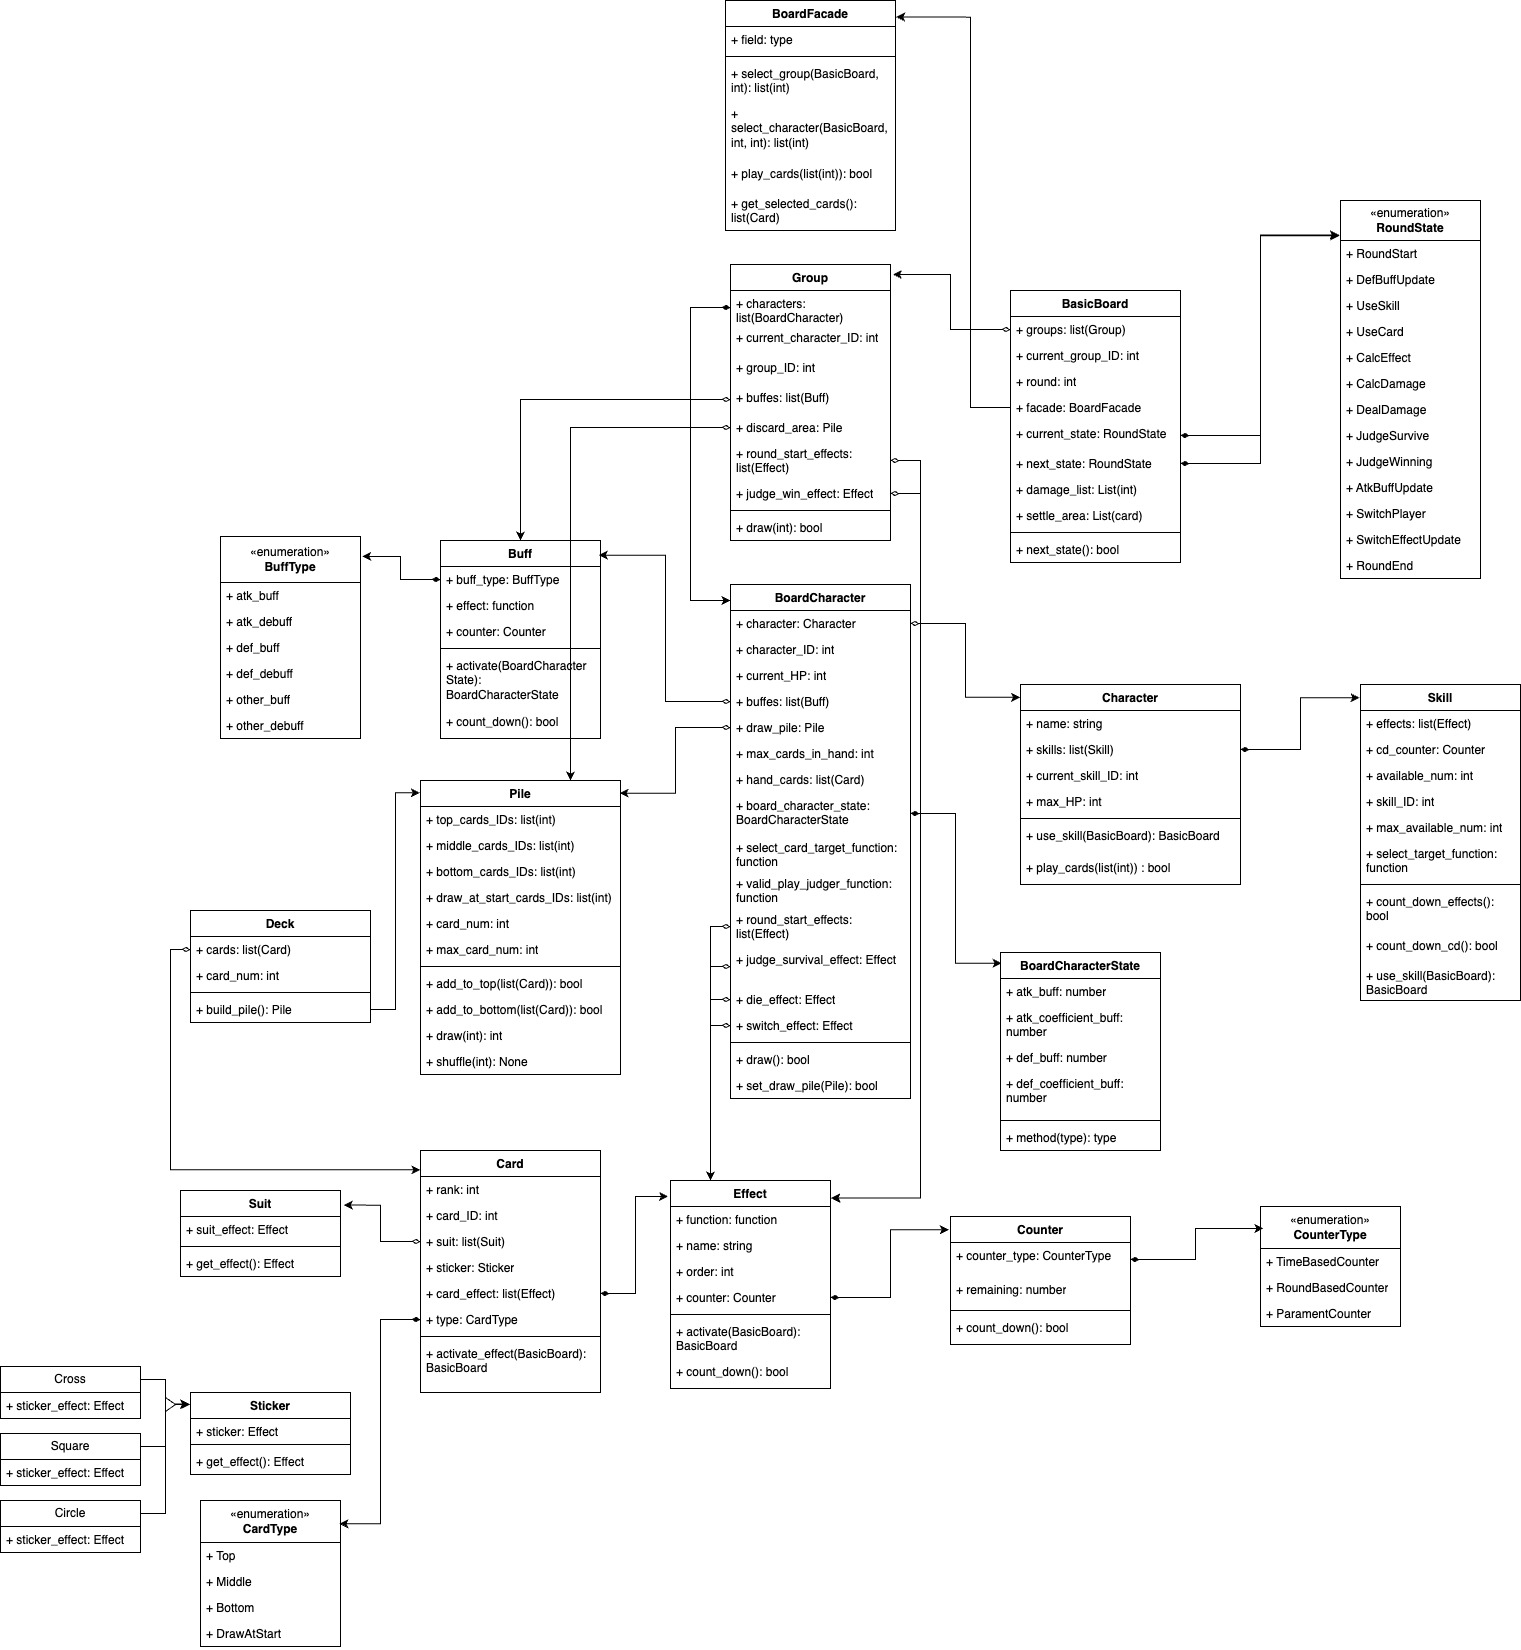 BoardFacade
+ field: type
+ select_group(BasicBoard,
int): list(int)
+
select_character(BasicBoard,
int, int): list(int)
+ play_cards(list(int)): bool
+ get_selected_cards():
list(Card)
«enumeration»
RoundState
+ RoundStart
+ DefBuffUpdate
+ UseSkill
+ UseCard
+ CalcEffect
+ CalcDamage
+ DealDamage
+ JudgeSurvive
+ JudgeWinning
+ AtkBuffUpdate
+ SwitchPlayer
+ SwitchEffectUpdate
+ RoundEnd
Group
+ characters:
list(BoardCharacter)
+ current_character_ID: int
+ group_ID: int
+ buffes: list(Buff)
+ discard_area: Pile
+ round_start_effects:
list(Effect)
+ judge_win_effect: Effect
+ draw(int): bool
BasicBoard
+ groups: list(Group)
+ current_group_ID: int
+ round: int
+ facade: BoardFacade
+ current_state: RoundState
+ next_state: RoundState
+ damage_list: List(int)
+ settle_area: List(card)
+ next_state(): bool
«enumeration»
BuffType
+ atk_buff
+ atk_debuff
+ def_buff
+ def_debuff
+ other_buff
+ other_debuff
Buff
+ buff_type: BuffType
+ effect: function
+ counter: Counter
+ activate(BoardCharacter
State):
BoardCharacterState
+ count_down(): bool
BoardCharacter
+ character: Character
+ character_ID: int
+ current_HP: int
+ buffes: list(Buff)
+ draw_pile: Pile
+ max_cards_in_hand: int
+ hand_cards: list(Card)
+ board_character_state:
BoardCharacterState
+ select_card_target_function:
function
+ valid_play_judger_function:
function
+ round_start_effects:
list(Effect)
+ judge_survival_effect: Effect
+ die_effect: Effect
+ switch_effect: Effect
+ draw(): bool
+ set_draw_pile(Pile): bool
Character
+ name: string
+ skills: list(Skill)
+ current_skill_ID: int
+ max_HP: int
+ use_skill(BasicBoard): BasicBoard
+ play_cards(list(int)) : bool
Skill
+ effects: list(Effect)
+ cd_counter: Counter
+ available_num: int
+ skill_ID: int
+ max_available_num: int
+ select_target_function:
function
+ count_down_effects():
bool
+ count_down_cd(): bool
+ use_skill(BasicBoard):
BasicBoard
Pile
+ top_cards_IDs: list(int)
+ middle_cards_IDs: list(int)
+ bottom_cards_IDs: list(int)
+ draw_at_start_cards_IDs: list(int)
+ card_num: int
+ max_card_num: int
+ add_to_top(list(Card)): bool
+ add_to_bottom(list(Card)): bool
+ draw(int): int
+ shuffle(int): None
Deck
+ cards: list(Card)
+ card_num: int
+ build_pile(): Pile
BoardCharacterState
+ atk_buff: number
+ atk_coefficient_buff:
number
+ def_buff: number
+ def_coefficient_buff:
number
+ method(type): type
Card
+ rank: int
+ card_ID: int
+ suit: list(Suit)
+ sticker: Sticker
+ card_effect: list(Effect)
+ type: CardType
+ activate_effect(BasicBoard):
BasicBoard
Suit
+ suit_effect: Effect
+ get_effect(): Effect
Effect
+ function: function
+ name: string
+ order: int
+ counter: Counter
+ activate(BasicBoard):
BasicBoard
+ count_down(): bool
Counter
+ counter_type: CounterType
+ remaining: number
+ count_down(): bool
«enumeration»
CounterType
+ TimeBasedCounter
+ RoundBasedCounter
+ ParamentCounter
Cross
+ sticker_effect: Effect
Square
+ sticker_effect: Effect
Circle
+ sticker_effect: Effect
Sticker
+ sticker: Effect
+ get_effect(): Effect
«enumeration»
CardType
+ Top
+ Middle
+ Bottom
+ DrawAtStart